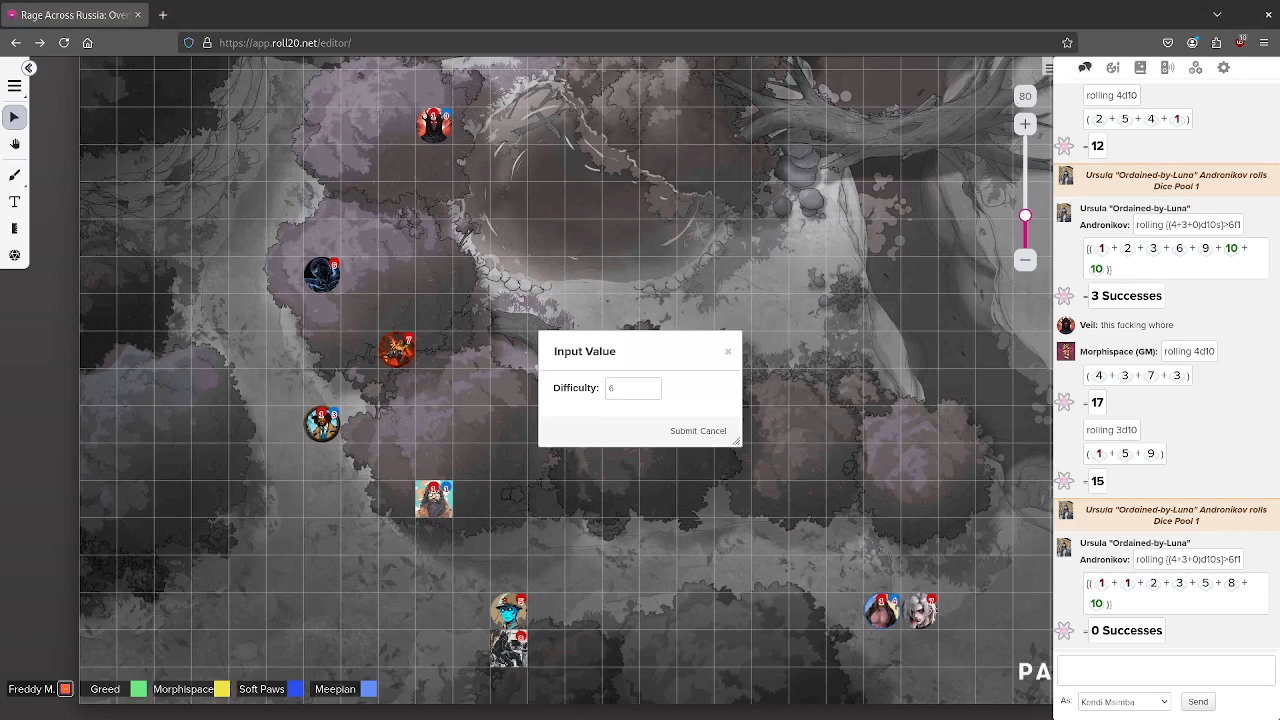 Rage Across Russia: Over
https://app.roll20.net/editor/
10
80
rolling 4d10
( 2 + 5 + 4 + 1 )
= 12
Ursula "Ordained-by-Luna" Andronikov rolls
Dice Pool 1
Ursula "Ordained-by-Luna"
Andronikov: rolling {(4+3+0)d10s}>6f1
{( 1 + 2 + 3 + 6 + 9 + 10 +
10 )}
= 3 Successes
Veil: this fucking whore
Morphispace (GM): rolling 4d10
( 4 + 3 + 7 + 3 )
= 17
rolling 3d10
( 1 + 5 + 9 )
= 15
Ursula "Ordained-by-Luna" Andronikov rolls
Dice Pool 1
Ursula "Ordained-by-Luna"
Andronikov: rolling {(4+3+0)d10s}>6f1
{( 1 + 1 + 2 + 3 + 5 + 8 +
10 )}
= 0 Successes
Input Value ×
Difficulty: 6
Submit Cancel
PA
Freddy M. Greed Morphispace Soft Paws Meepian
As: Kendi Msimba Send